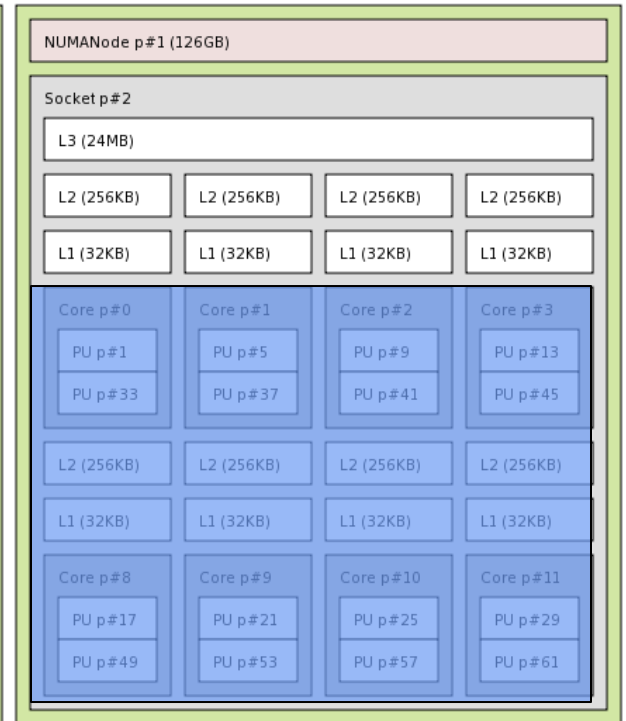 NUMANode p#1 (126GB)
Socket p#2
L3 (24MB)
L2 (256KB) L2 (256KB) L2 (256KB) L2 (256KB)
L1 (32KB) L1 (32KB) L1 (32KB) L1 (32KB)
Core p#0 Core p#1 Core p#2 Core p#3
PU p#1 PU p#5 PU p#9 PU p#13
PU p#33 PU p#37 PU p#41 PU p#45
L2 (256KB) L2 (256KB) L2 (256KB) L2 (256KB)
L1 (32KB) L1 (32KB) L1 (32KB) L1 (32KB)
Core p#8 Core p#9 Core p#10 Core p#11
PU p#17 PU p#21 PU p#25 PU p#29
PU p#49 PU p#53 PU p#57 PU p#61